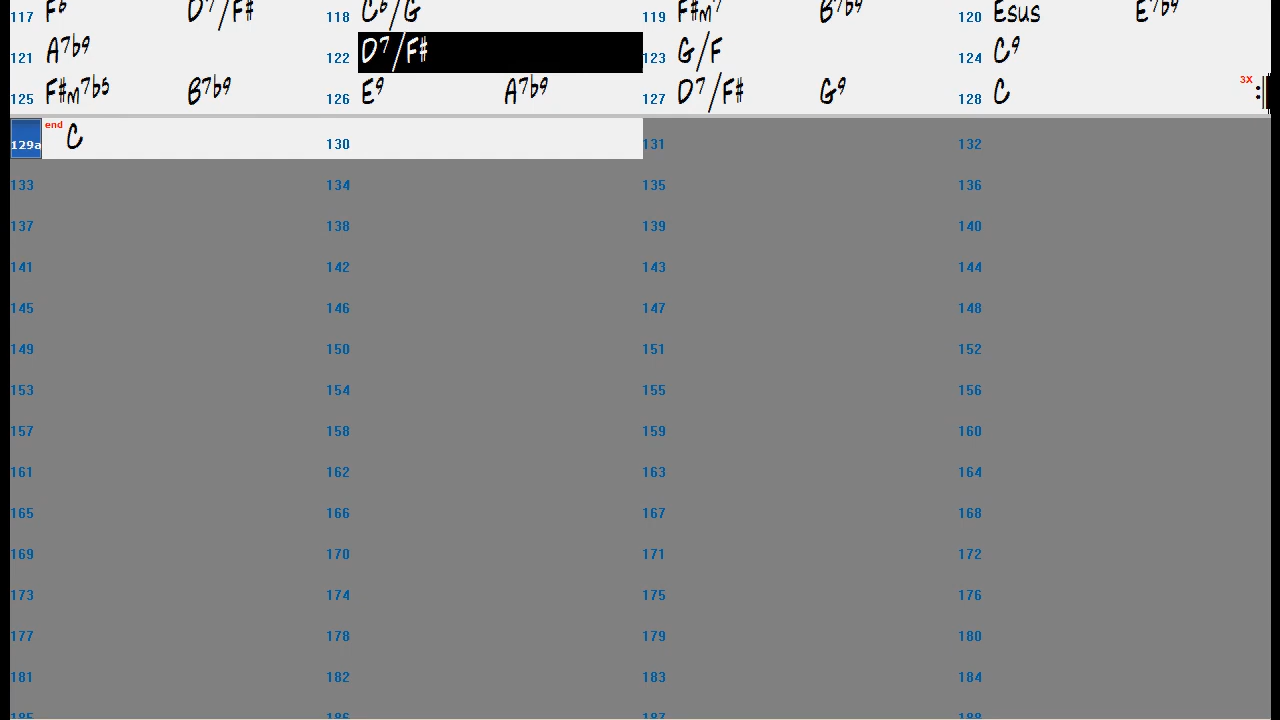 117 F6 D7/F# 118 C6/G 119 F#m7 B7b9 120 Esus E7b9
121 A7b9 122 D7/F# 123 G/F 124 C9
3X
125 F#m7b5 B7b9 126 E9 A7b9 127 D7/F# G9 128 C :|
129a end C 130 131 132
133 134 135 136
137 138 139 140
141 142 143 144
145 146 147 148
149 150 151 152
153 154 155 156
157 158 159 160
161 162 163 164
165 166 167 168
169 170 171 172
173 174 175 176
177 178 179 180
181 182 183 184
185 186 187 188